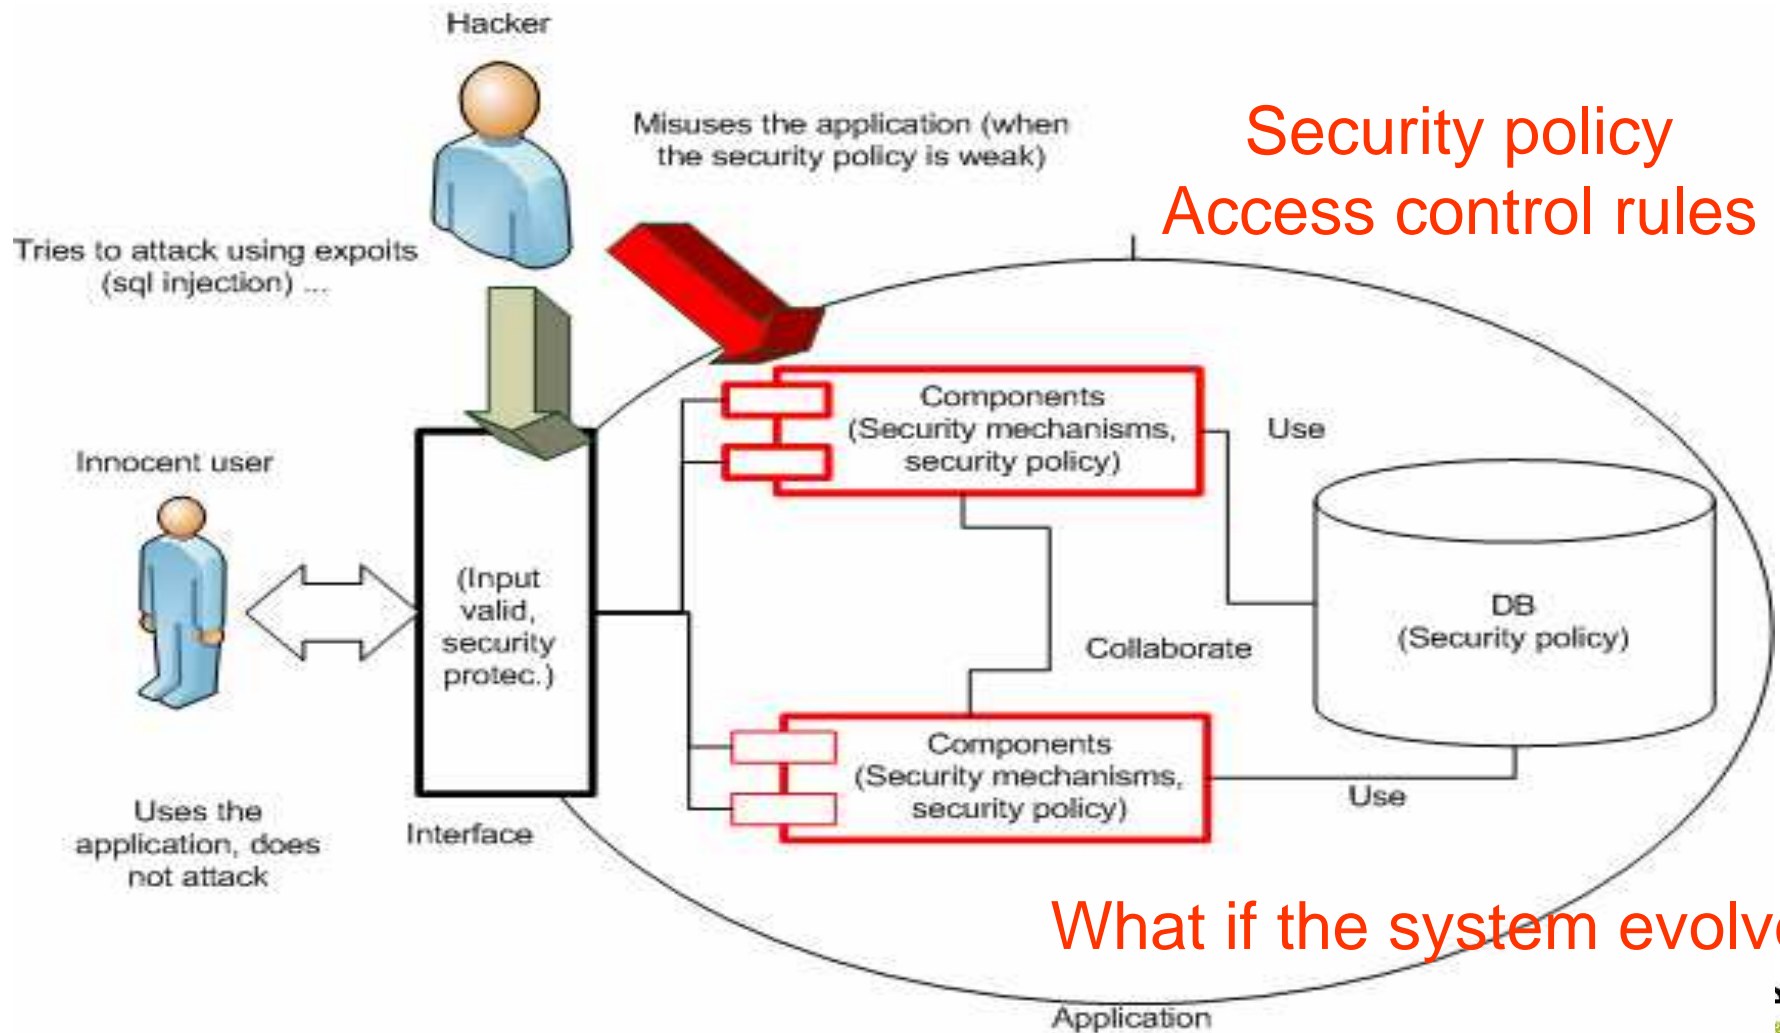 Hacker
Misuses the application (when
the security policy is weak)
Security policy
Access control rules
Tries to attack using expoits
(sql injection) ...
Innocent user
Uses the
application, does
not attack
(Input
valid,
security
protec.)
Interface
Components
(Security mechanisms,
security policy)
Use
Collaborate
DB
(Security policy)
Components
(Security mechanisms,
security policy)
Use
What if the system evolve
Application